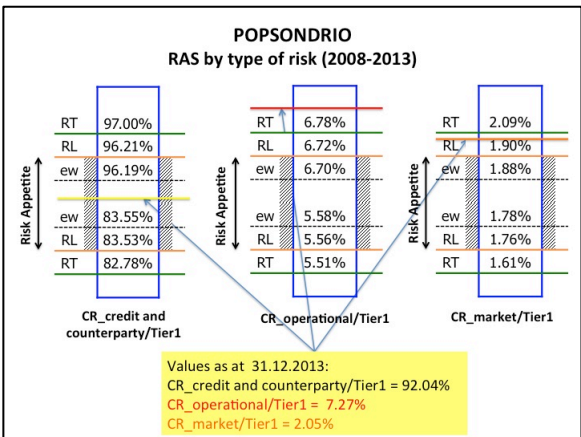 POPSONDRIO
RAS by type of risk (2008-2013)
Risk Appetite
RT 97.00%
RL 96.21%
ew 96.19%
ew 83.55%
RL 83.53%
RT 82.78%
CR_credit and
counterparty/Tier1
Risk Appetite
RT 6.78%
RL 6.72%
ew 6.70%
ew 5.58%
RL 5.56%
RT 5.51%
CR_operational/Tier1
Risk Appetite
RT 2.09%
RL 1.90%
ew 1.88%
ew 1.78%
RL 1.76%
RT 1.61%
CR_market/Tier1
Values as at 31.12.2013:
CR_credit and counterparty/Tier1 = 92.04%
CR_operational/Tier1 = 7.27%
CR_market/Tier1 = 2.05%